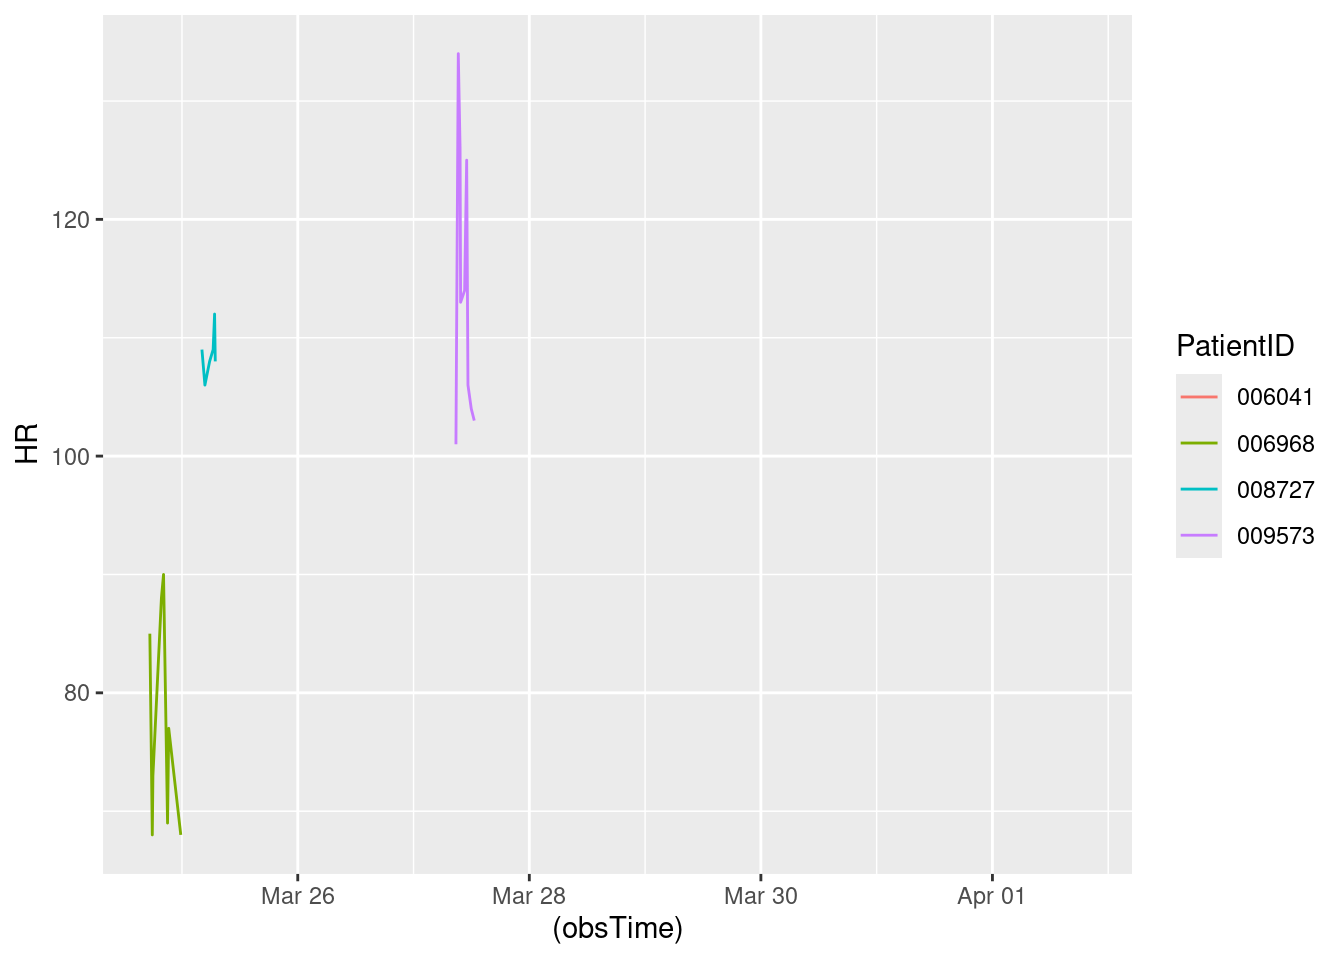 120
100
80
HR
Mar 26
Mar 28
Mar 30
Apr 01
(obsTime)
PatientID
006041
006968
008727
009573